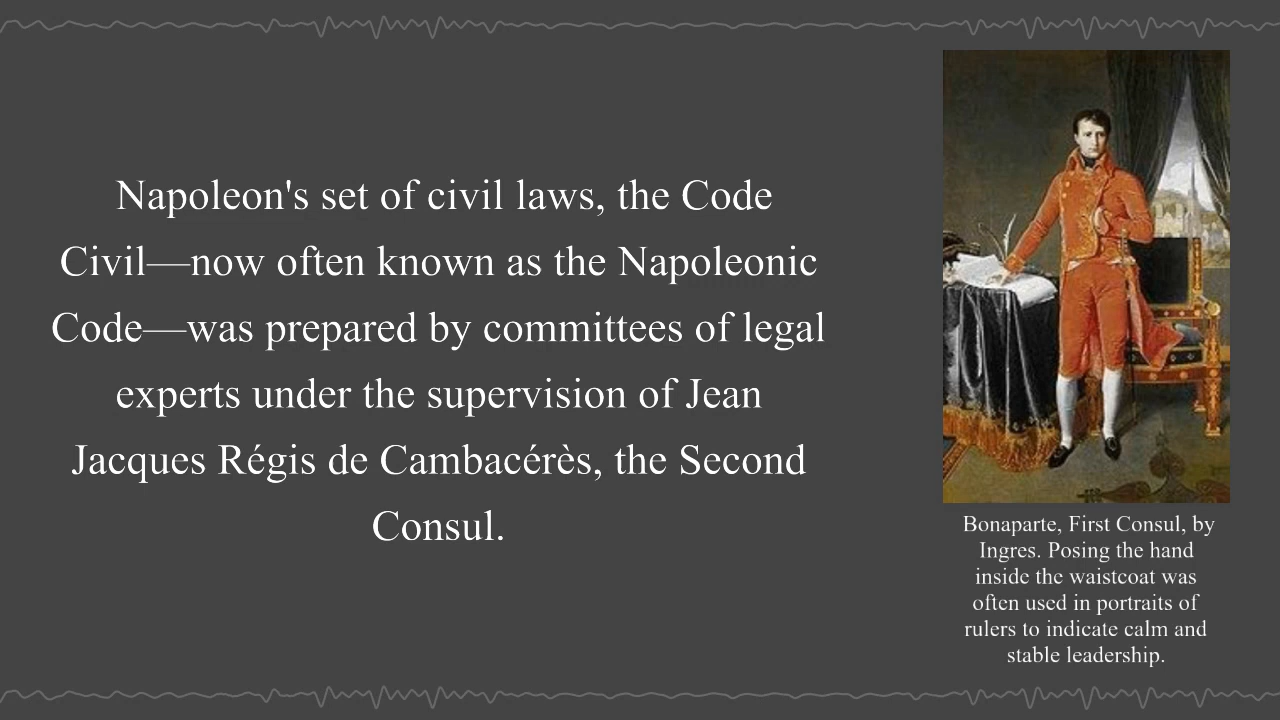 Napoleon's set of civil laws, the Code
Civil—now often known as the Napoleonic
Code—was prepared by committees of legal
experts under the supervision of Jean
Jacques Régis de Cambacérès, the Second
Consul.
Bonaparte, First Consul, by
Ingres. Posing the hand
inside the waistcoat was
often used in portraits of
rulers to indicate calm and
stable leadership.